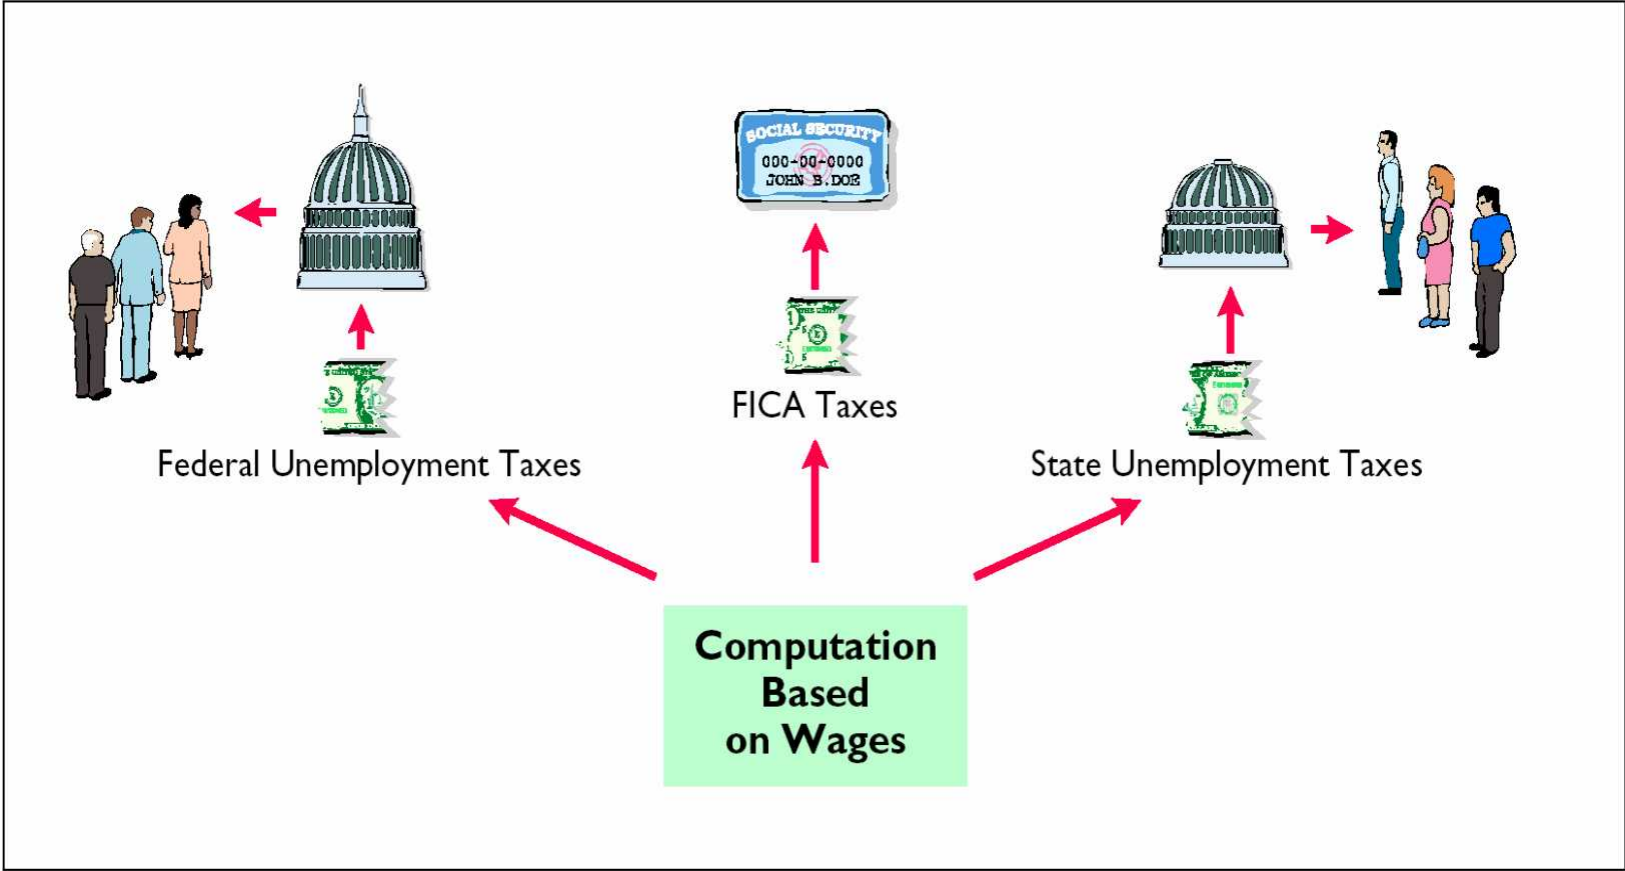 SOCIAL SECURITY
000-00-0000
JOHN B. DOE
FICA Taxes
Federal Unemployment Taxes
State Unemployment Taxes
Computation
Based
on Wages